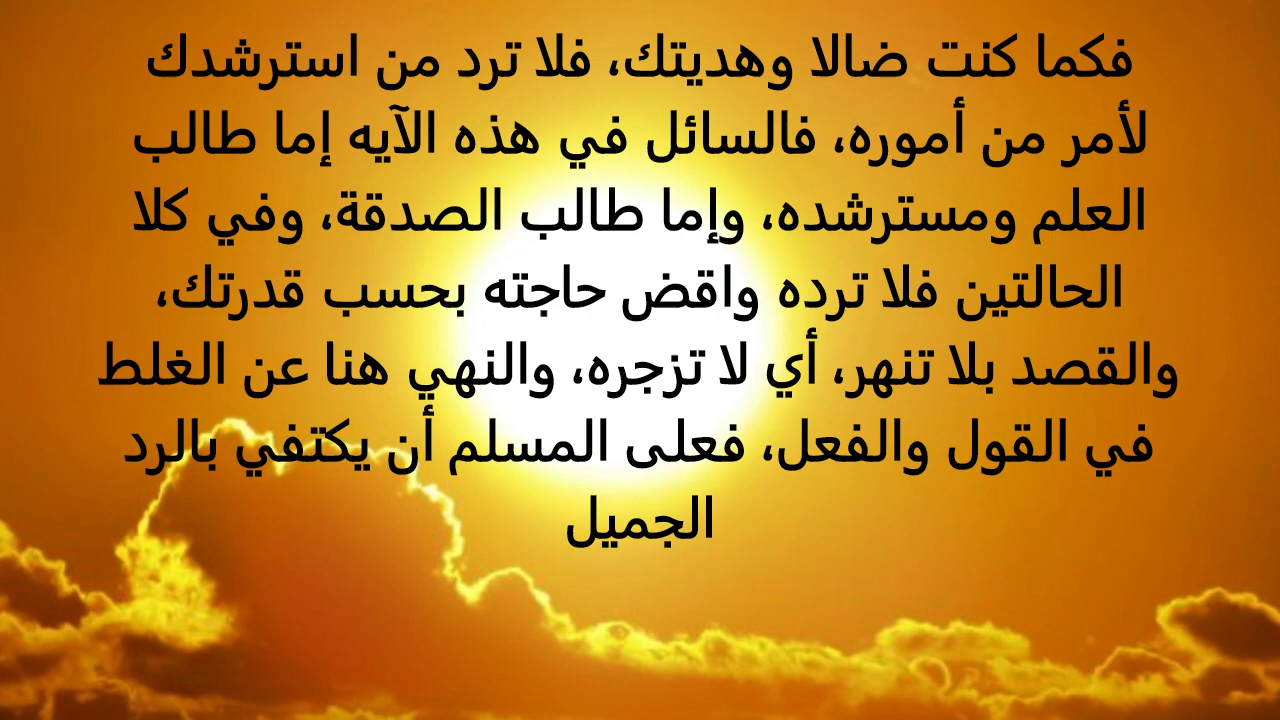 فكما كنت ضالا وهديتك، فلا ترد من استرشدك
لأمر من أموره، فالسائل في هذه الآيه إما طالب
العلم ومسترشده، وإما طالب الصدقة، وفي كلا
الحالتين فلا ترده واقض حاجته بحسب قدرتك،
والقصد بلا تنهر، أي لا تزجره، والنهي هنا عن الغلط
في القول والفعل، فعلى المسلم أن يكتفي بالرد
الجميل